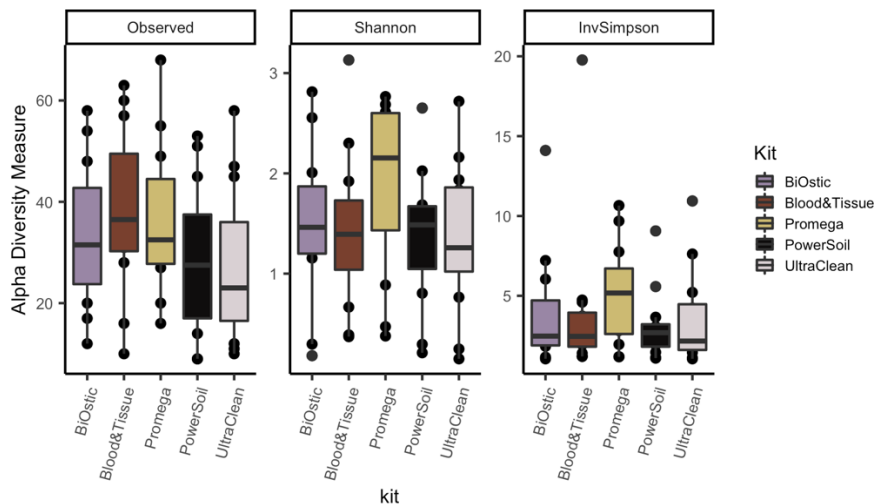 Observed
Shannon
InvSimpson
Alpha Diversity Measure
60
40
20
3
2
1
20
15
10
5
BiOstic
Blood&Tissue
Promega
PowerSoil
UltraClean
BiOstic
Blood&Tissue
Promega
PowerSoil
UltraClean
BiOstic
Blood&Tissue
Promega
PowerSoil
UltraClean
kit
Kit
BiOstic
Blood&Tissue
Promega
PowerSoil
UltraClean